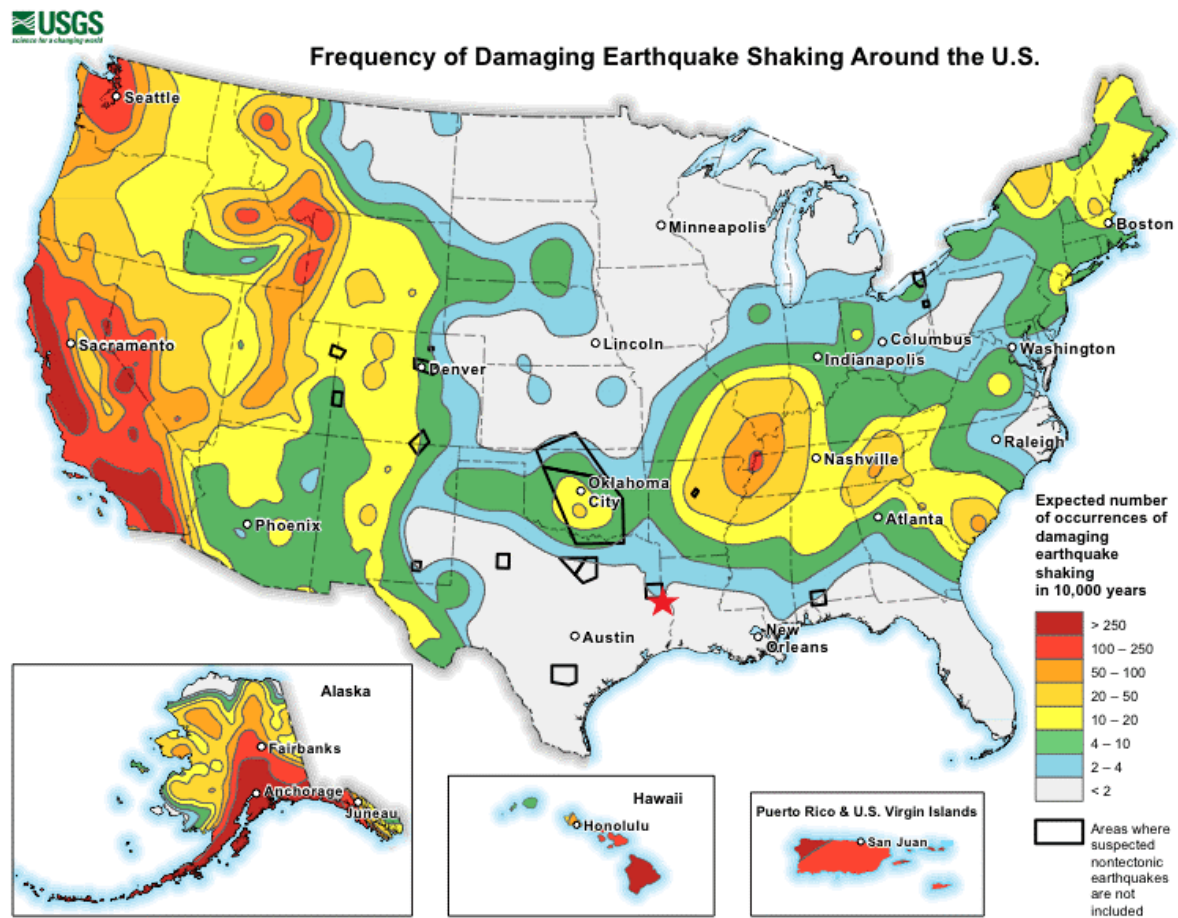 USGS
science for a changing world
Frequency of Damaging Earthquake Shaking Around the U.S.
Seattle
Minneapolis
Boston
Sacramento
Lincoln
Columbus
Indianapolis
Washington
Denver
Raleigh
Nashville
Oklahoma
City
Phoenix
Atlanta
Austin
New
Orleans
Expected number
of occurrences of
damaging
earthquake
shaking
in 10,000 years
> 250
100 – 250
50 – 100
20 – 50
10 – 20
4 – 10
2 – 4
< 2
Areas where
suspected
nontectonic
earthquakes
are not
included
Alaska
Fairbanks
Anchorage
Juneau
Hawaii
Honolulu
Puerto Rico & U.S. Virgin Islands
San Juan